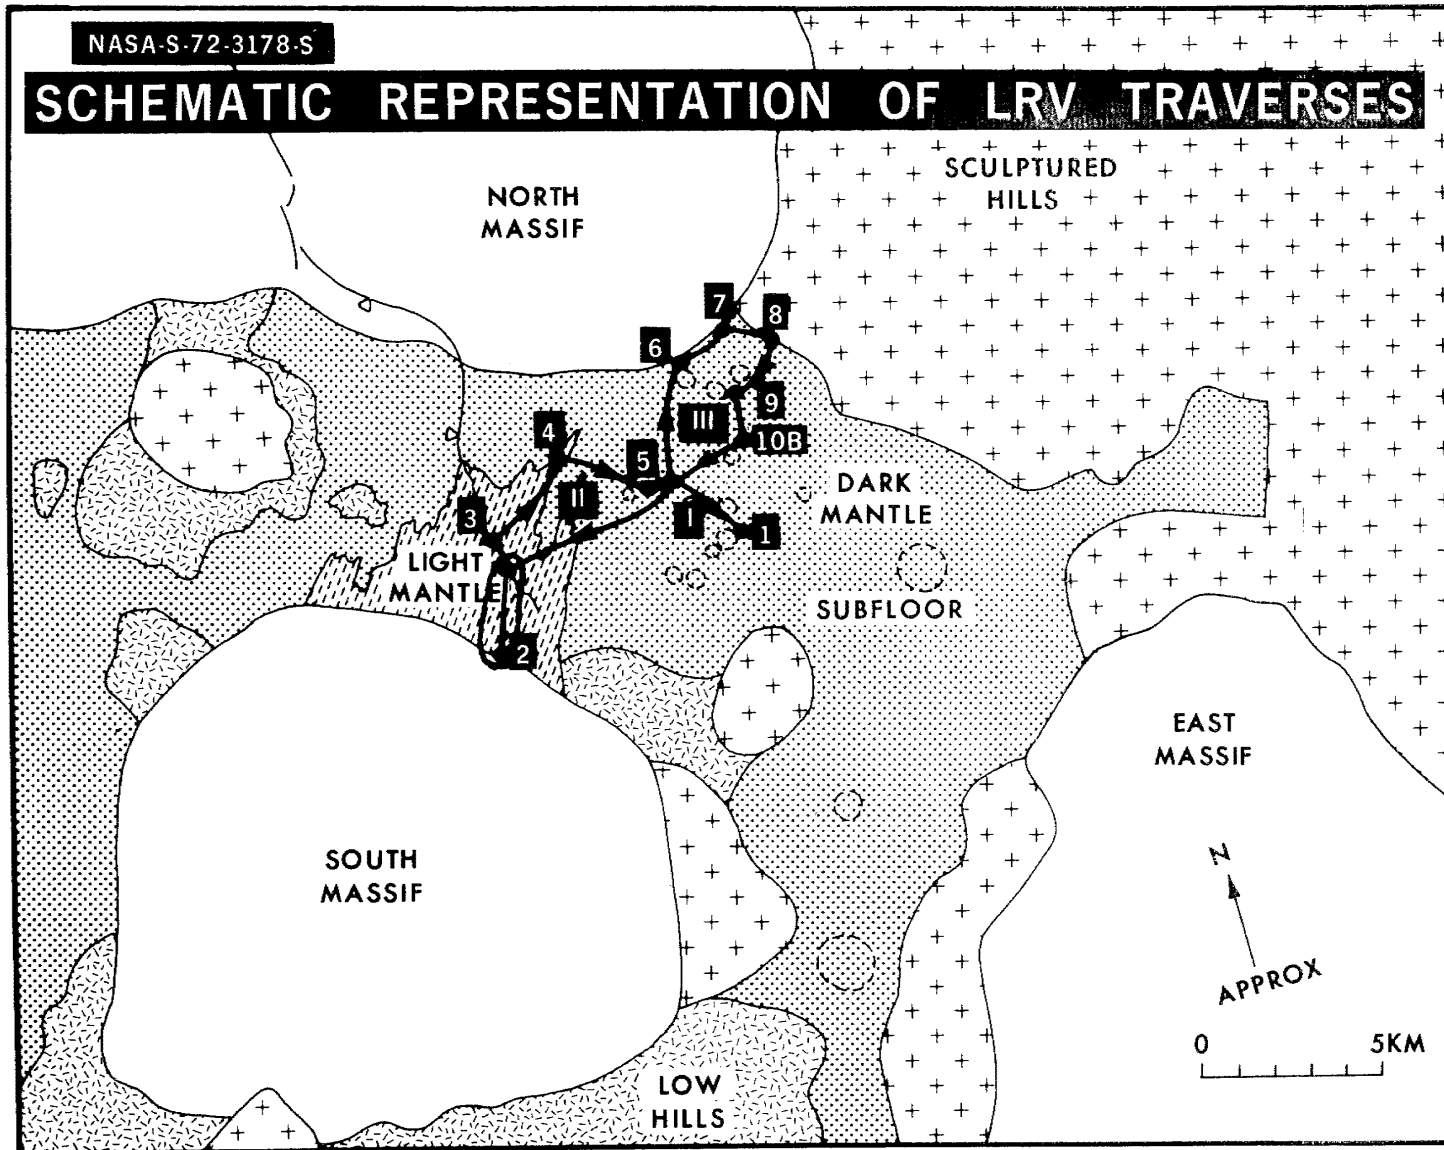 NASA-S-72-3178-S
SCHEMATIC REPRESENTATION OF LRV TRAVERSES
NORTH
MASSIF
SCULPTURED
HILLS
7
8
6
9
III
10B
4
5
II
I
1
3
DARK
MANTLE
LIGHT
MANTLE
SUBFLOOR
2
EAST
MASSIF
SOUTH
MASSIF
N
APPROX
0 5KM
LOW
HILLS